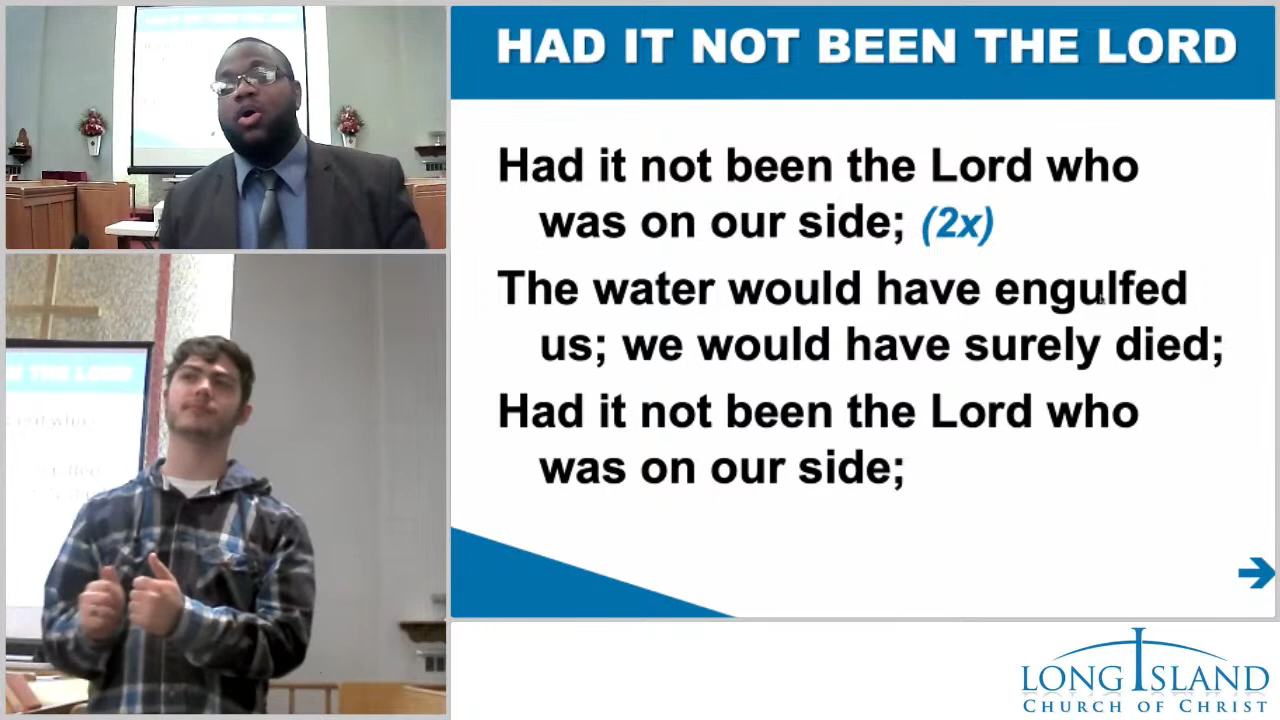 HAD IT NOT BEEN THE LORD
Had it not been the Lord who
was on our side; (2x)
The water would have engulfed
us; we would have surely died;
Had it not been the Lord who
was on our side;
LONG ISLAND
CHURCH OF CHRIST